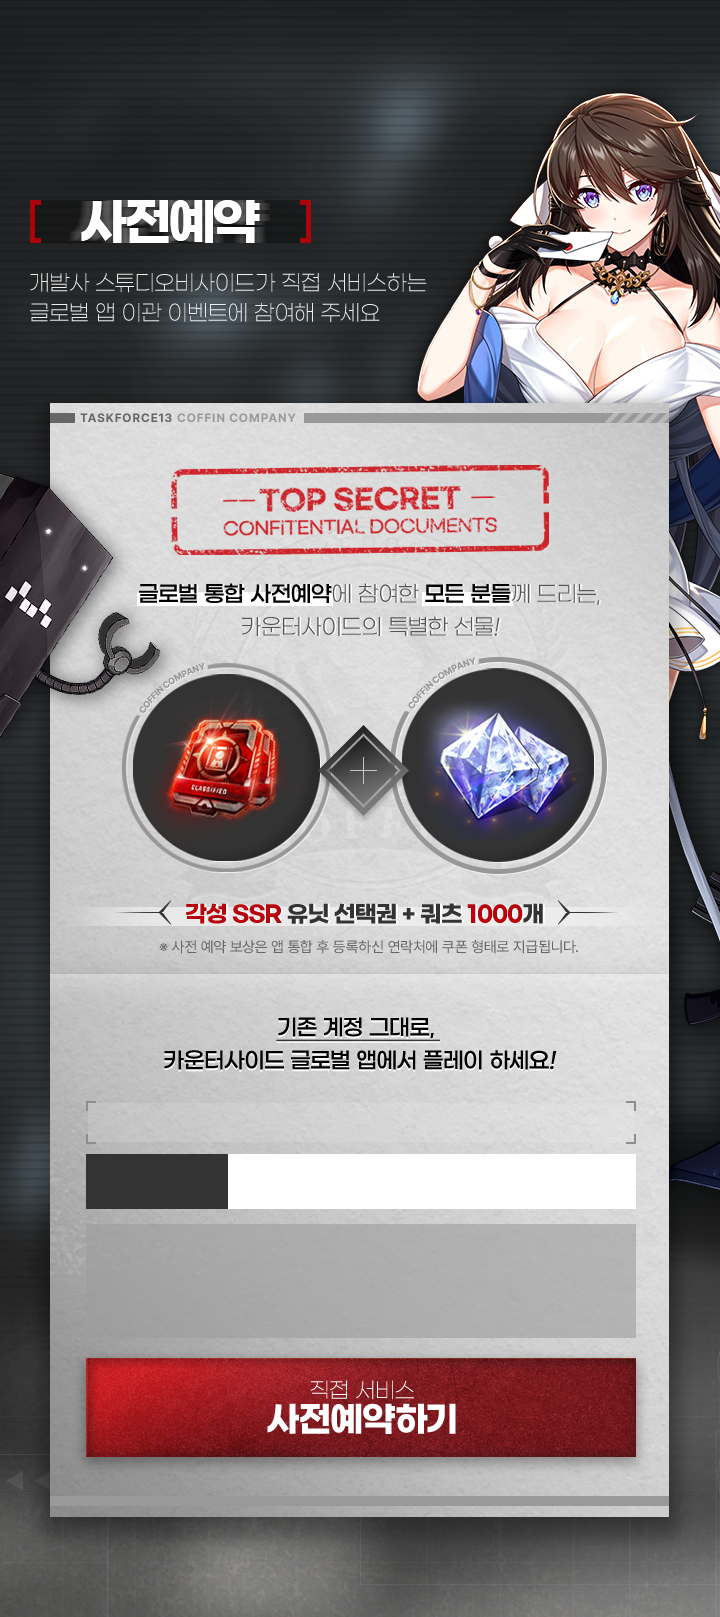 사전예약
개발사 스튜디오비사이드가 직접 서비스하는
글로벌 앱 이관 이벤트에 참여해 주세요
TASKFORCE13 COFFIN COMPANY
TOP SECRET
CONFITENTIAL DOCUMENTS
글로벌 통합 사전예약에 참여한 모든 분들께 드리는,
카운터사이드의 특별한 선물!
COFFIN COMPANY
COFFIN COMPANY
CLASSIFIED
각성 SSR 유닛 선택권 + 쿼츠 1000개
※ 사전 예약 보상은 앱 통합 후 등록하신 연락처에 쿠폰 형태로 지급됩니다.
기존 계정 그대로,
카운터사이드 글로벌 앱에서 플레이 하세요!
직접 서비스
사전예약하기